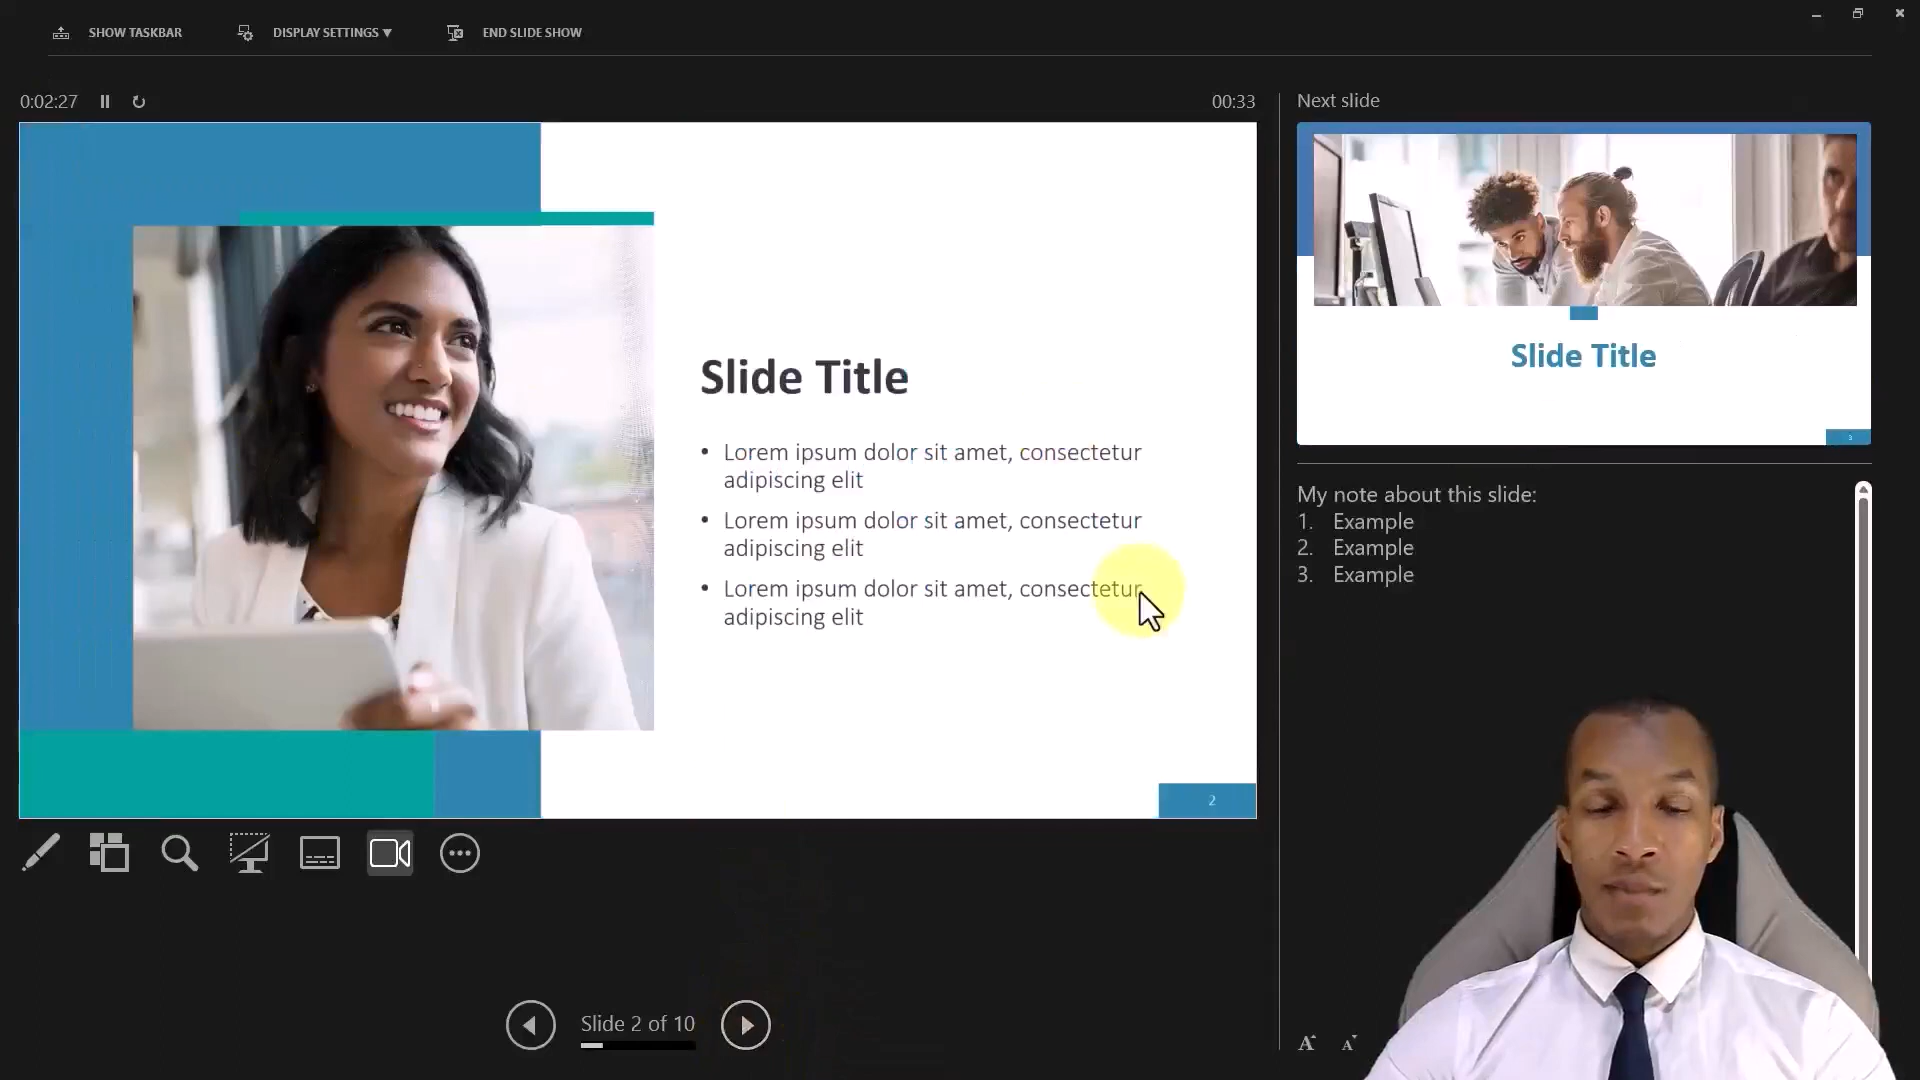 SHOW TASKBAR
DISPLAY SETTINGS ▼
END SLIDE SHOW
0:02:27
00:33
Next slide
Slide Title
• Lorem ipsum dolor sit amet, consectetur
adipiscing elit
• Lorem ipsum dolor sit amet, consectetur
adipiscing elit
• Lorem ipsum dolor sit amet, consectetur
adipiscing elit
2
Slide Title
3
My note about this slide:
1. Example
2. Example
3. Example
Slide 2 of 10
A A